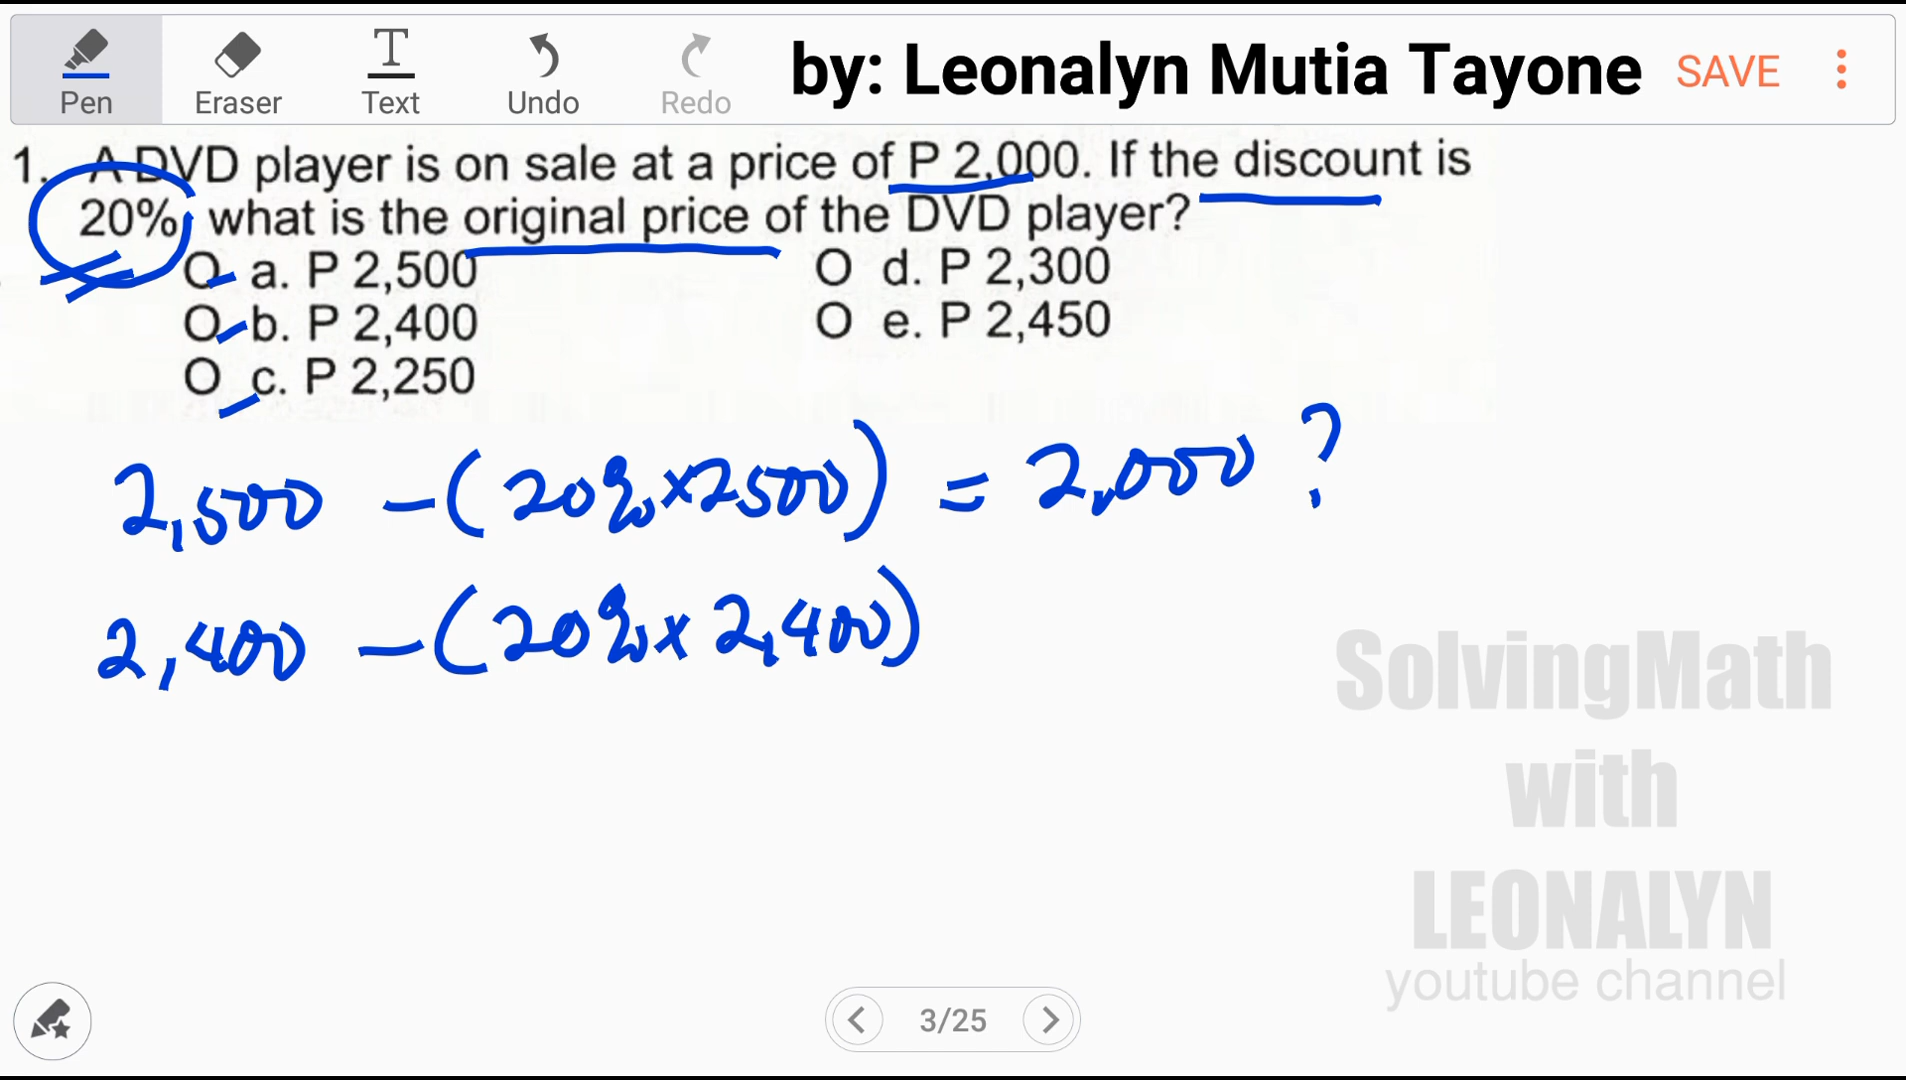 Pen Eraser Text Undo Redo by: Leonalyn Mutia Tayone SAVE
1. A DVD player is on sale at a price of P 2,000. If the discount is
20%, what is the original price of the DVD player?
O a. P 2,500 O d. P 2,300
O b. P 2,400 O e. P 2,450
O c. P 2,250
2,500 - (20% x 2500) = 2,000 ?
2,400 - (20% x 2,400)
SolvingMath
with
LEONALYN
youtube channel
3/25